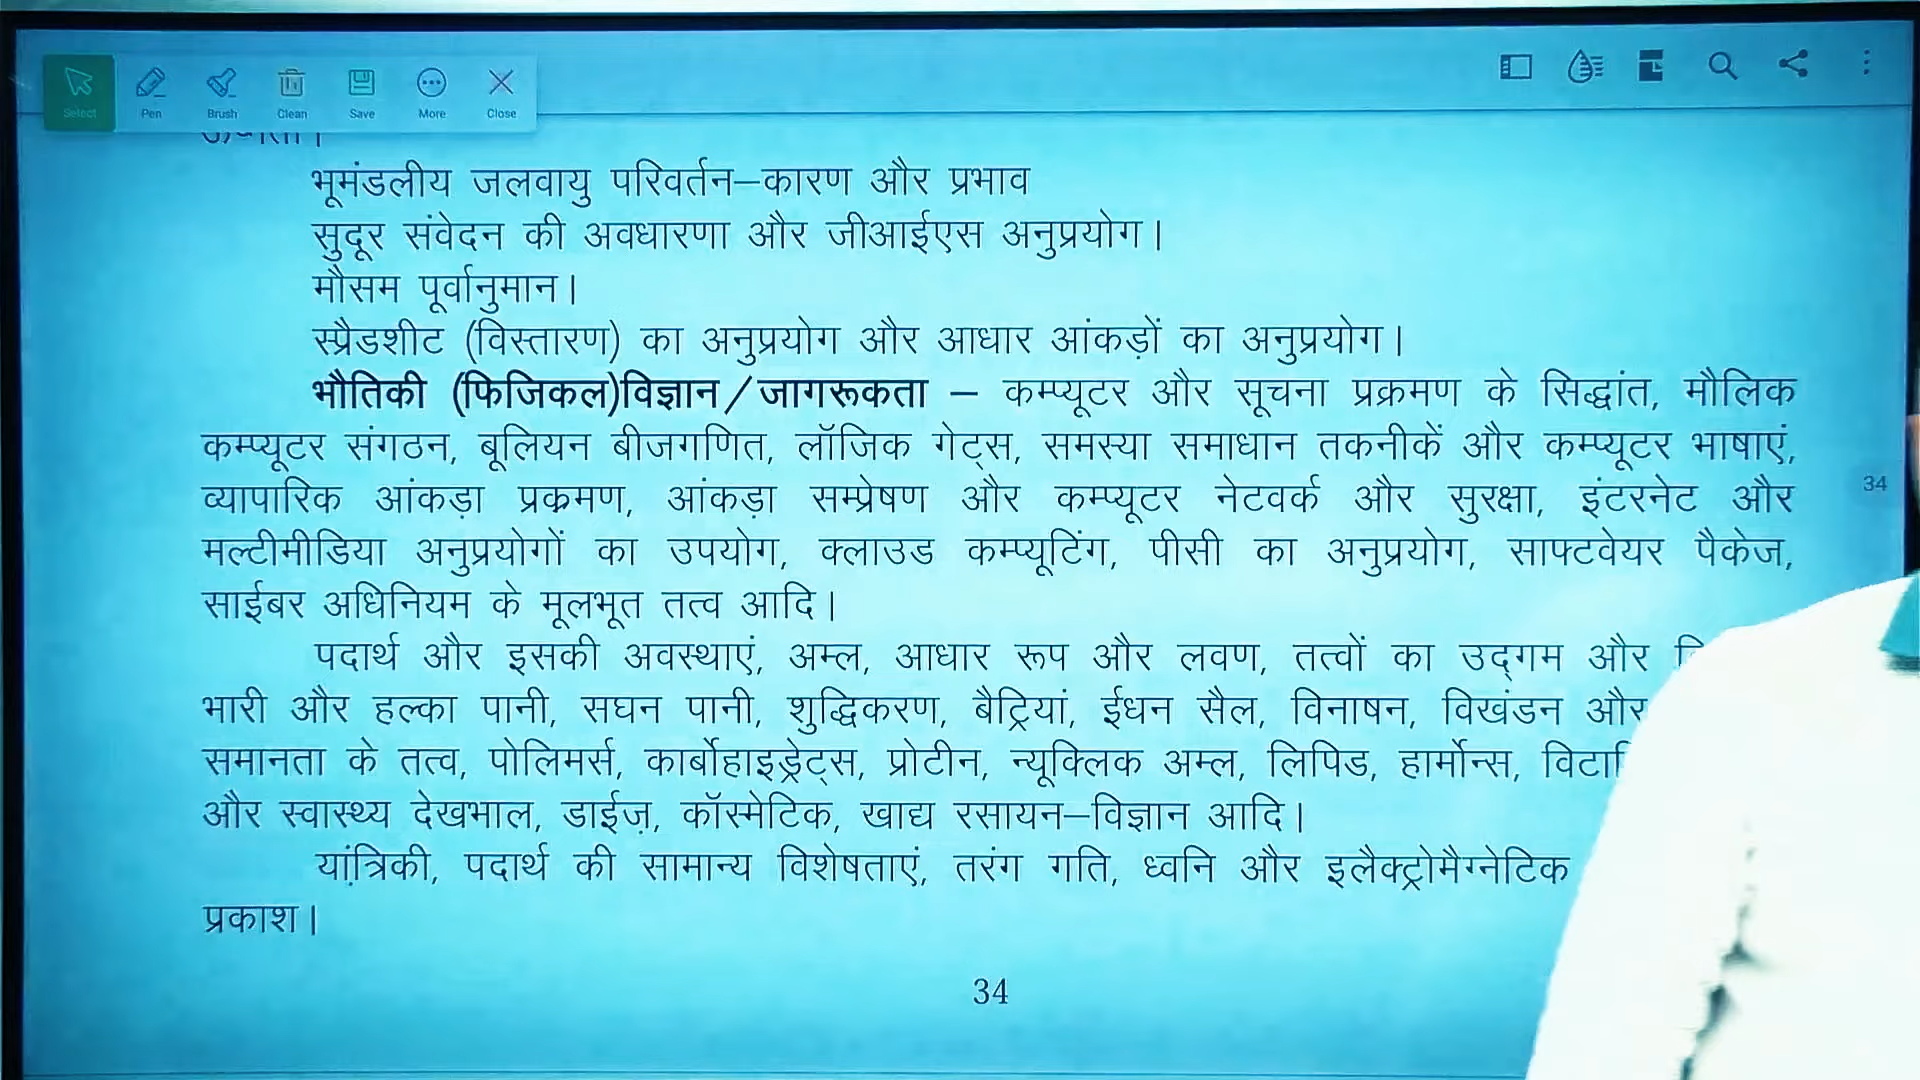 Select Pen Brush Clean Save More Close
भूमंडलीय जलवायु परिवर्तन–कारण और प्रभाव
सुदूर संवेदन की अवधारणा और जीआईएस अनुप्रयोग।
मौसम पूर्वानुमान।
स्प्रैडशीट (विस्तारण) का अनुप्रयोग और आधार आंकड़ों का अनुप्रयोग।
भौतिकी (फिजिकल)विज्ञान/जागरूकता – कम्प्यूटर और सूचना प्रक्रमण के सिद्धांत, मौलिक
कम्प्यूटर संगठन, बूलियन बीजगणित, लॉजिक गेट्स, समस्या समाधान तकनीकें और कम्प्यूटर भाषाएं,
व्यापारिक आंकड़ा प्रक्रमण, आंकड़ा सम्प्रेषण और कम्प्यूटर नेटवर्क और सुरक्षा, इंटरनेट और
34
मल्टीमीडिया अनुप्रयोगों का उपयोग, क्लाउड कम्प्यूटिंग, पीसी का अनुप्रयोग, साफ्टवेयर पैकेज,
साईबर अधिनियम के मूलभूत तत्व आदि।
पदार्थ और इसकी अवस्थाएं, अम्ल, आधार रूप और लवण, तत्वों का उद्गम और
भारी और हल्का पानी, सघन पानी, शुद्धिकरण, बैट्रियां, ईधन सैल, विनाषन, विखंडन और
समानता के तत्व, पोलिमर्स, कार्बोहाइड्रेट्स, प्रोटीन, न्यूक्लिक अम्ल, लिपिड, हार्मोन्स,
और स्वास्थ्य देखभाल, डाईज़, कॉस्मेटिक, खाद्य रसायन–विज्ञान आदि।
यांत्रिकी, पदार्थ की सामान्य विशेषताएं, तरंग गति, ध्वनि और इलैक्ट्रोमैग्नेटिक
प्रकाश।
34